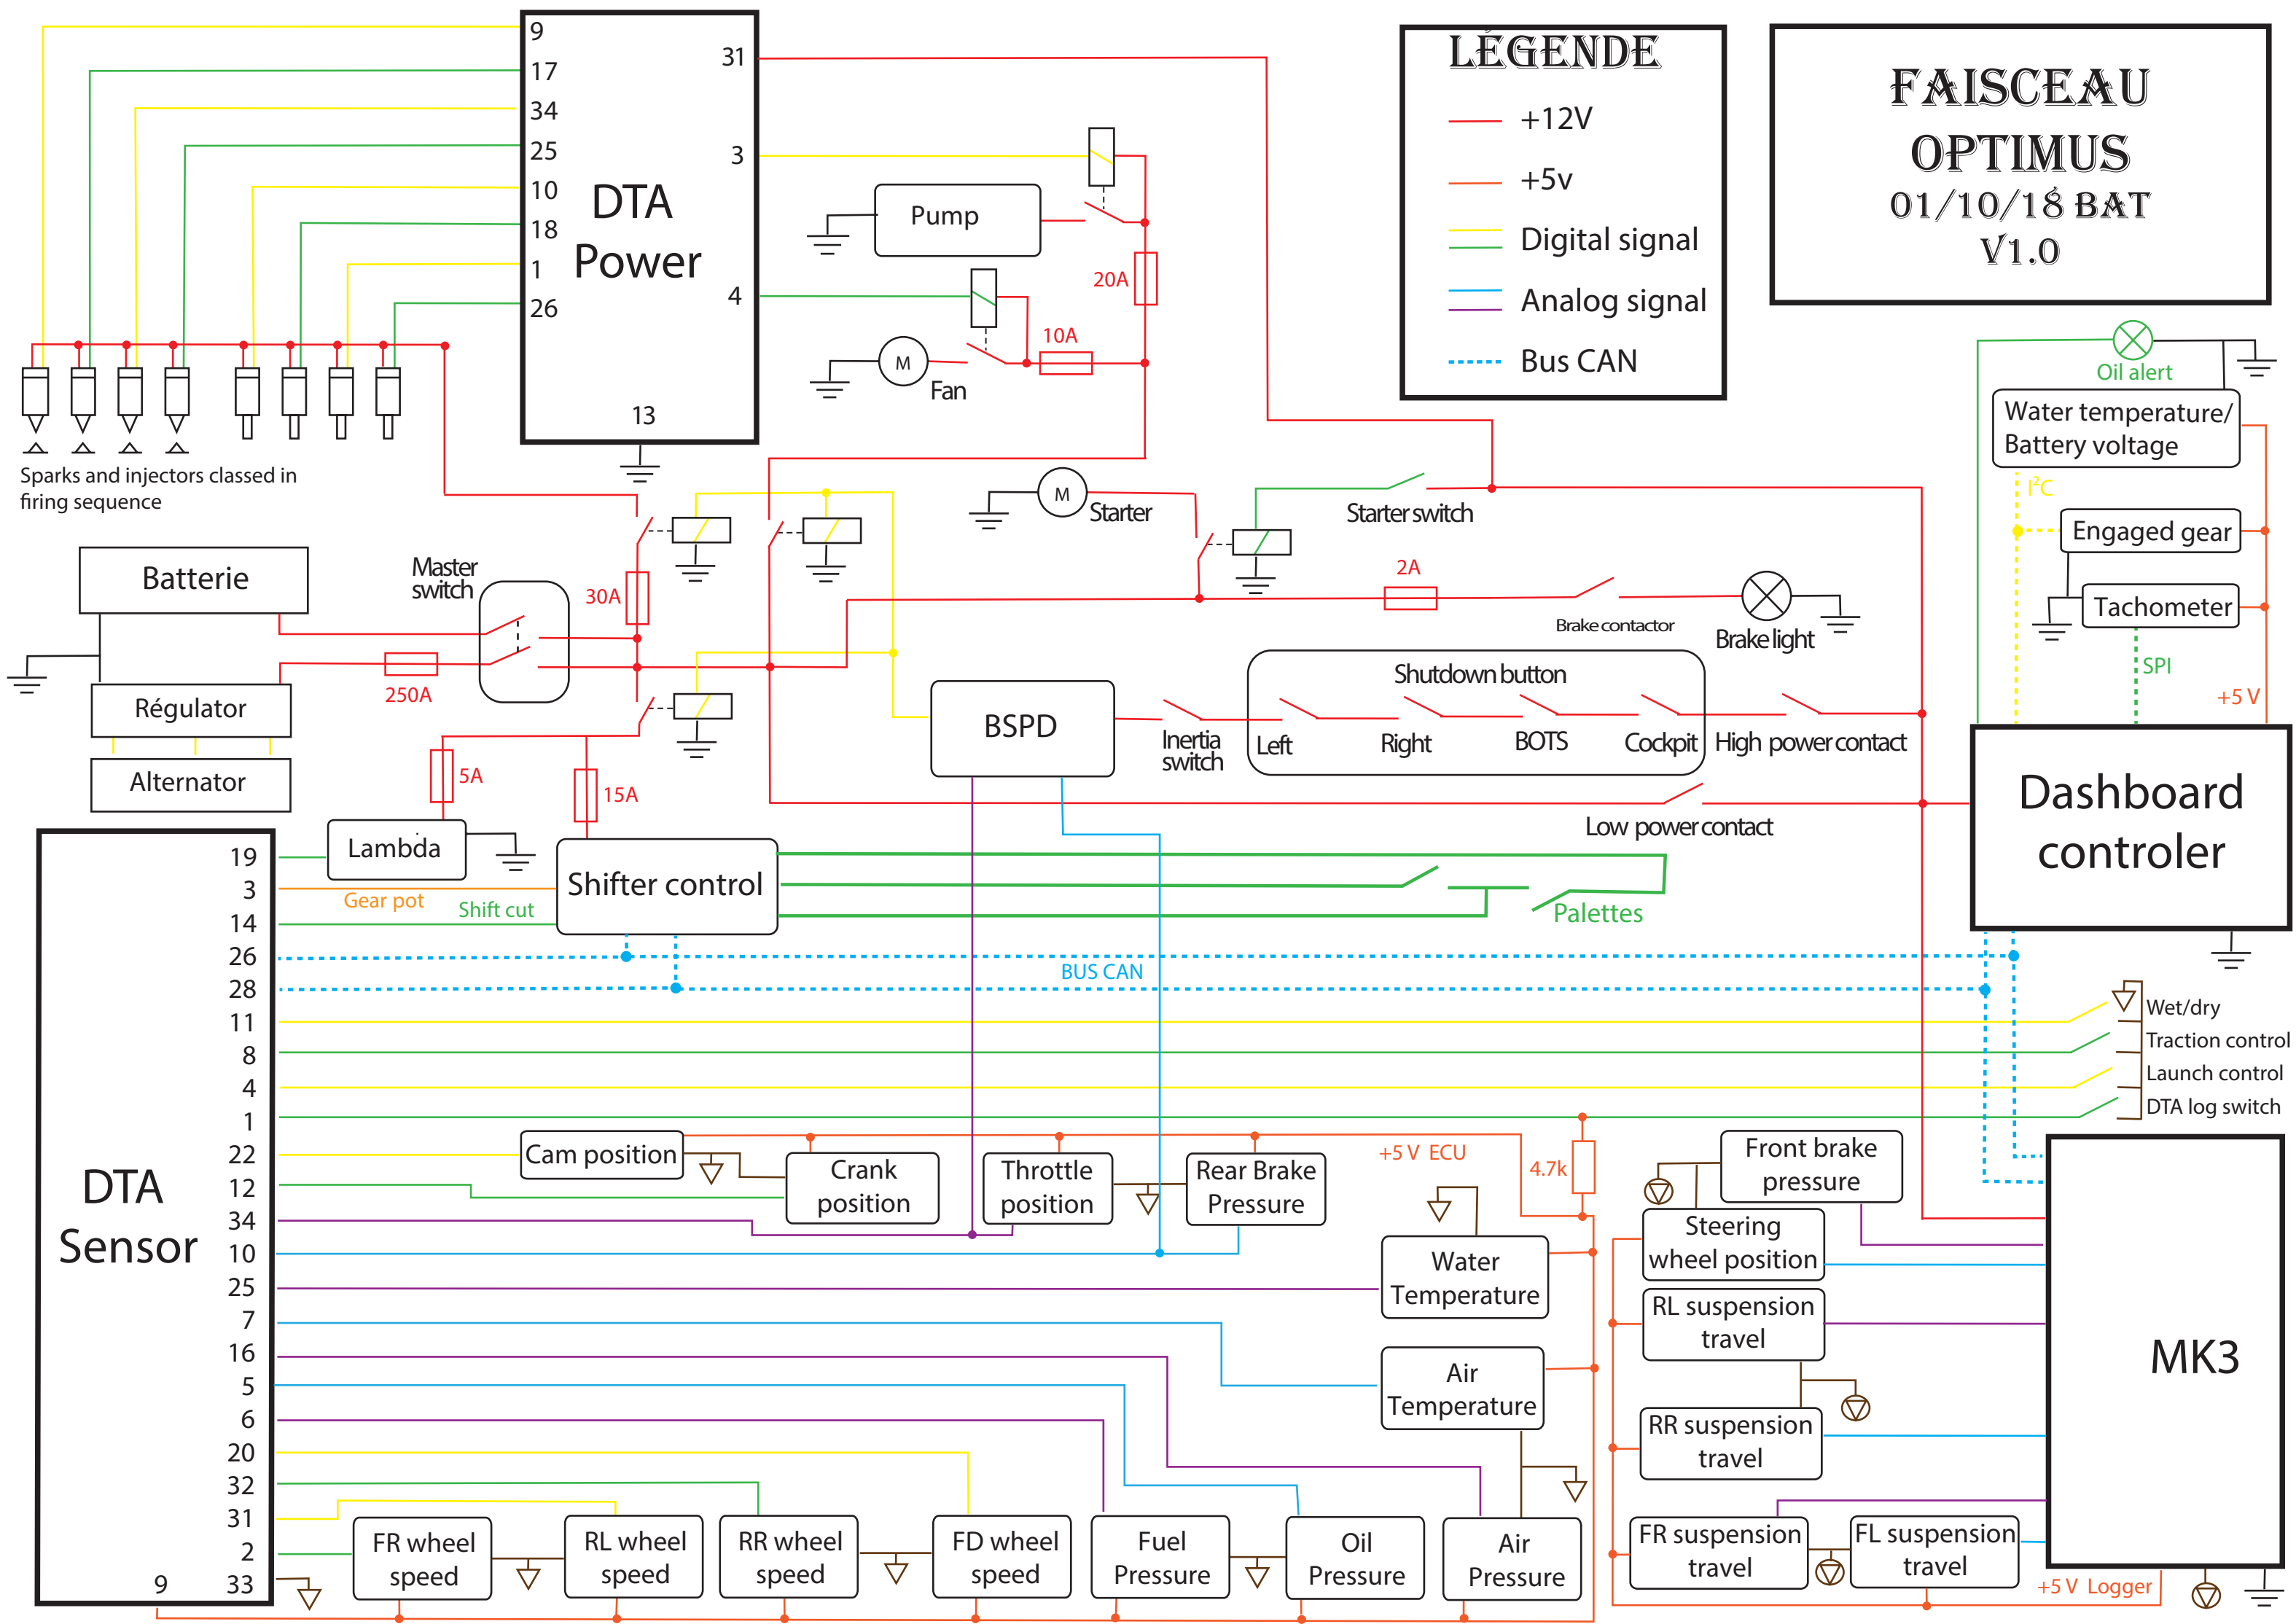 9
17
34
25
10
18
1
26
31
3
4
13
DTA
Power
Pump
20A
10A
M
Fan
LÉGENDE
+12V
+5v
Digital signal
Analog signal
Bus CAN
FAISCEAU
OPTIMUS
01/10/18 BAT
V1.0
Sparks and injectors classed in
firing sequence
Batterie
Régulator
Alternator
Master
switch
250A
30A
5A
15A
M
Starter
Starter switch
2A
Brake contactor
Brake light
BSPD
Inertia
switch
Shutdown button
Left
Right
BOTS
Cockpit
High power contact
Low power contact
Oil alert
Water temperature/
Battery voltage
I²C
Engaged gear
Tachometer
SPI
+5 V
Dashboard
controler
Lambda
Shifter control
Gear pot
Shift cut
Palettes
BUS CAN
Wet/dry
Traction control
Launch control
DTA log switch
DTA
Sensor
19
3
14
26
28
11
8
4
1
22
12
34
10
25
7
16
5
6
20
32
31
2
33
9
Cam position
Crank
position
Throttle
position
Rear Brake
Pressure
+5 V ECU
4.7k
Water
Temperature
Air
Temperature
Front brake
pressure
Steering
wheel position
RL suspension
travel
RR suspension
travel
FR suspension
travel
FL suspension
travel
MK3
+5 V Logger
FR wheel
speed
RL wheel
speed
RR wheel
speed
FD wheel
speed
Fuel
Pressure
Oil
Pressure
Air
Pressure